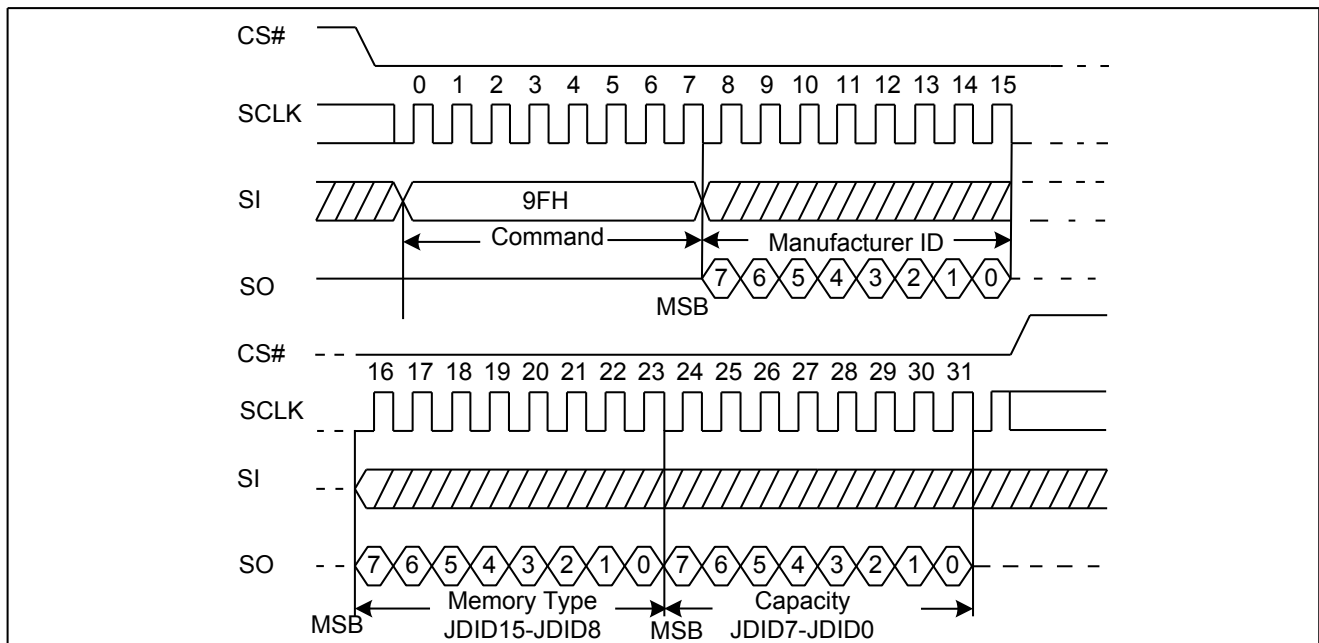 CS#
0 1 2 3 4 5 6 7 8 9 10 11 12 13 14 15
SCLK
SI
9FH
Command
Manufacturer ID
SO
7 6 5 4 3 2 1 0
MSB
CS#
16 17 18 19 20 21 22 23 24 25 26 27 28 29 30 31
SCLK
SI
SO
7 6 5 4 3 2 1 0 7 6 5 4 3 2 1 0
MSB
Memory Type
JDID15-JDID8
MSB
Capacity
JDID7-JDID0